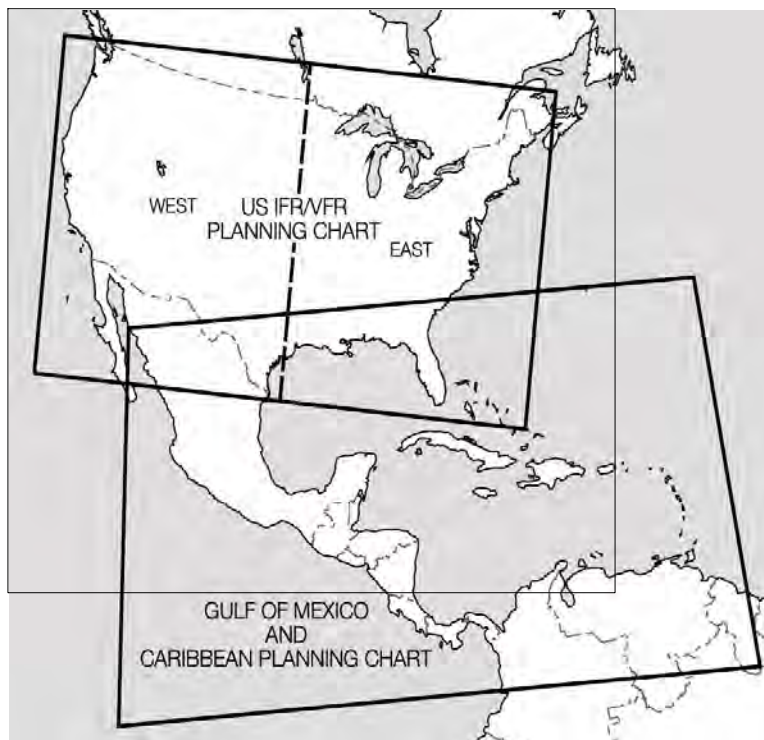 WEST
US IFR/VFR
PLANNING CHART
EAST
GULF OF MEXICO
AND
CARIBBEAN PLANNING CHART